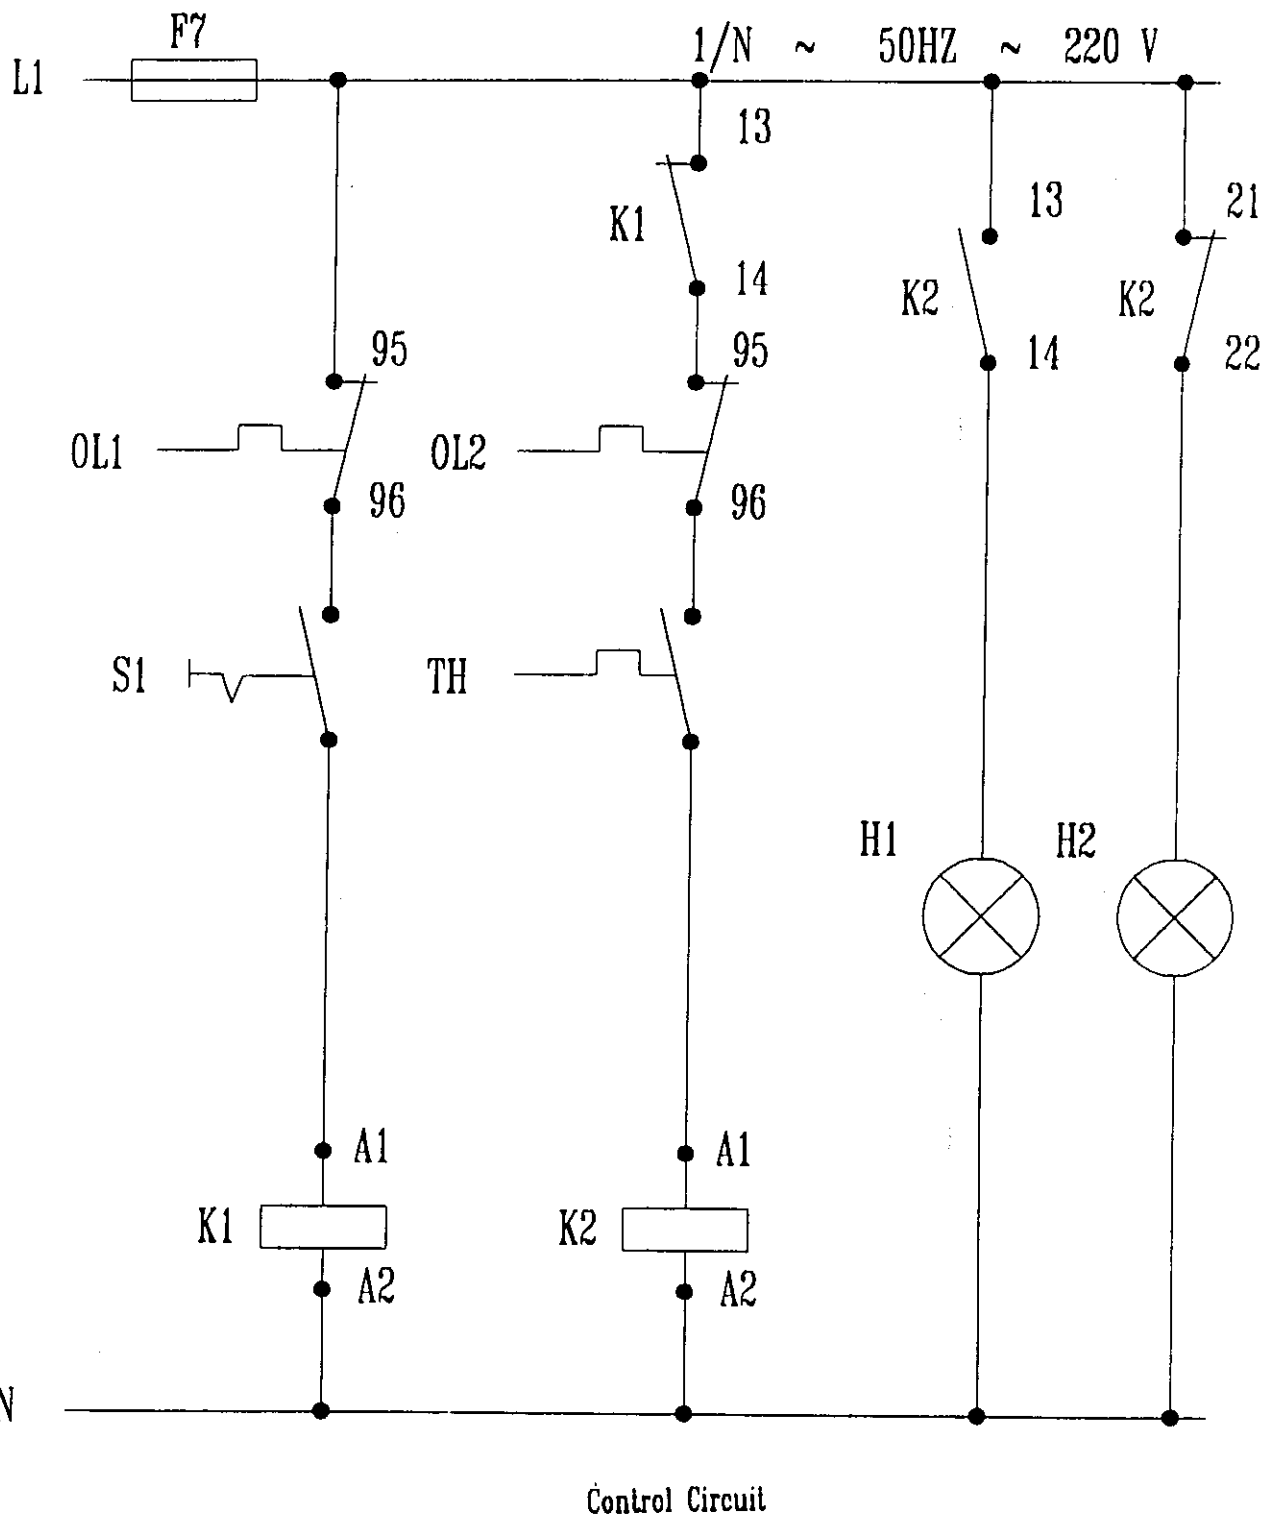 F7
1/N ~ 50HZ ~ 220 V
L1
13
K1
14
13
21
K2
K2
14
22
95
95
OL1
OL2
96
96
S1
TH
H1
H2
A1
A1
K1
K2
A2
A2
N
Control Circuit